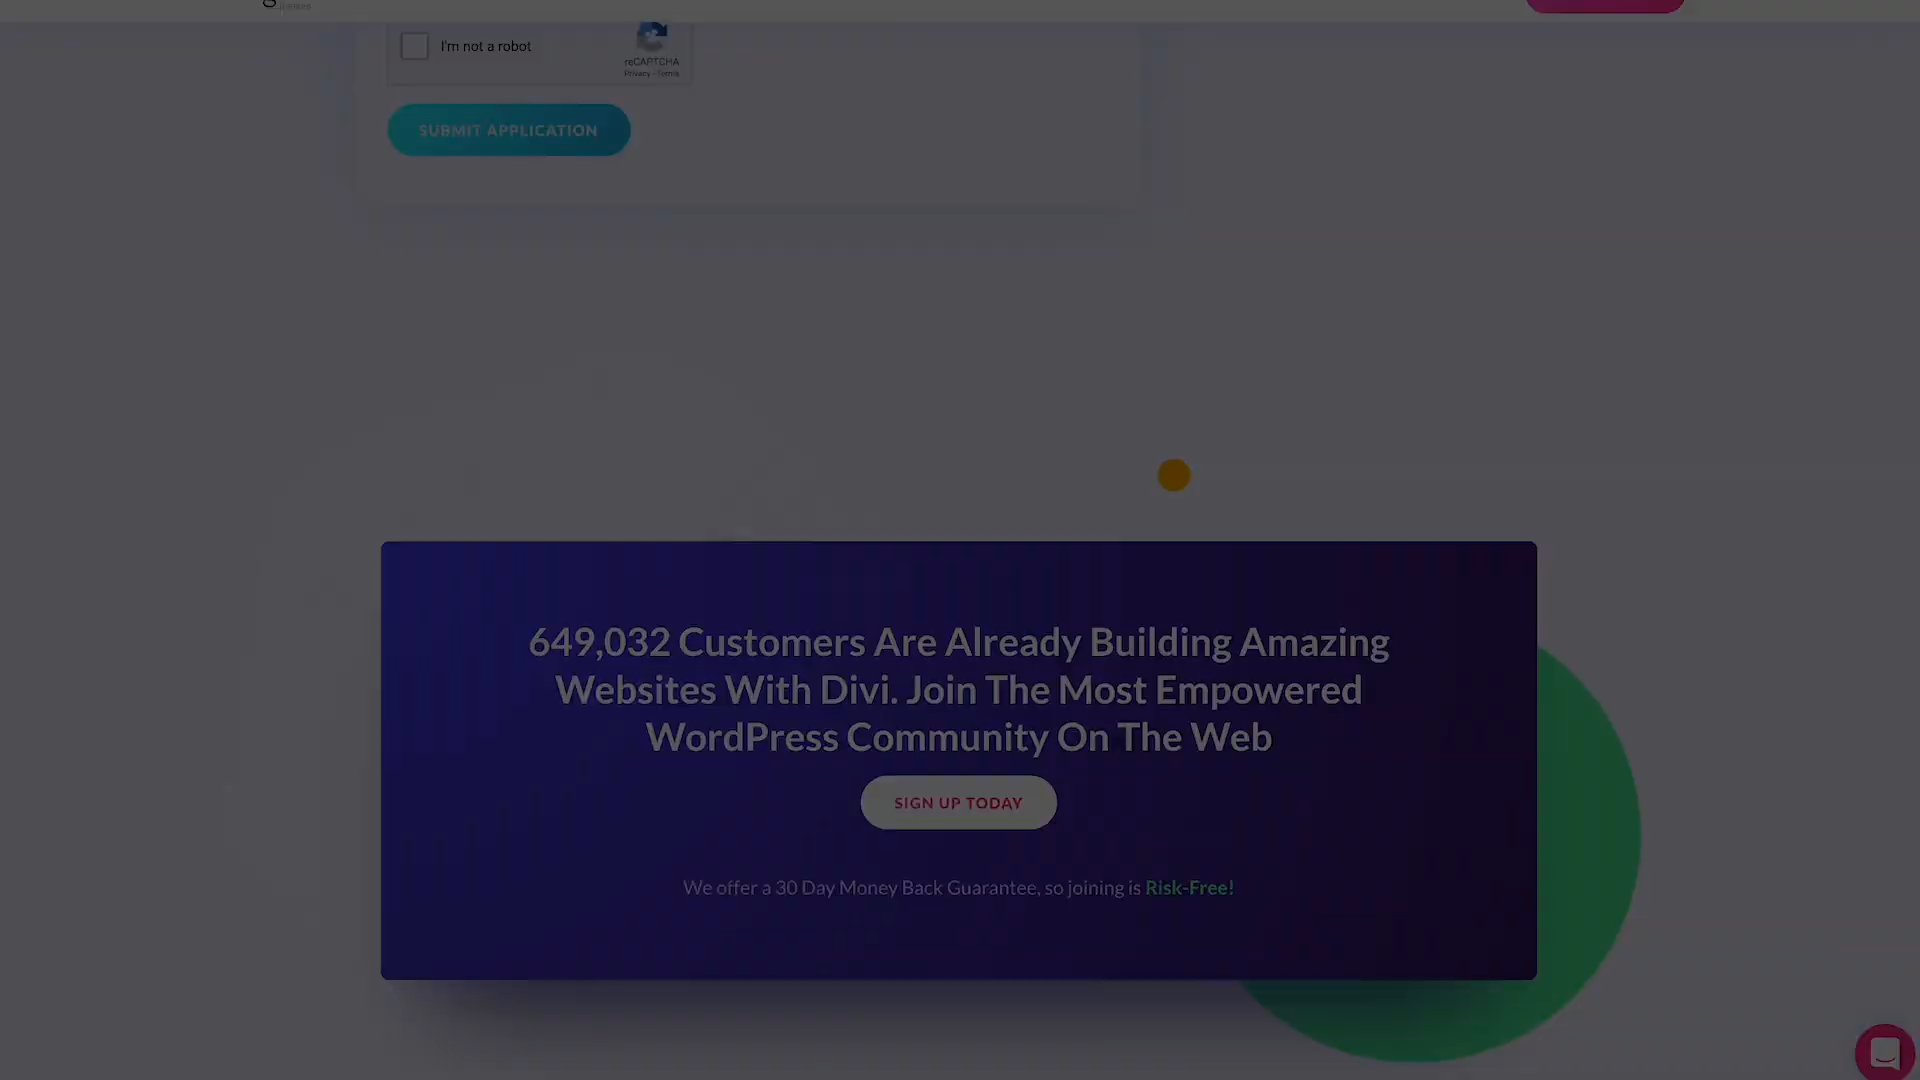 I'm not a robot
reCAPTCHA
Privacy - Terms
SUBMIT APPLICATION
649,032 Customers Are Already Building Amazing
Websites With Divi. Join The Most Empowered
WordPress Community On The Web
SIGN UP TODAY
We offer a 30 Day Money Back Guarantee, so joining is Risk-Free!